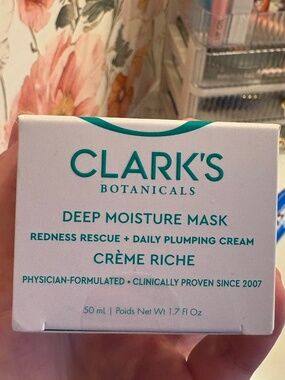 CLARK'S
BOTANICALS
DEEP MOISTURE MASK
REDNESS RESCUE + DAILY PLUMPING CREAM
CRÈME RICHE
PHYSICIAN-FORMULATED • CLINICALLY PROVEN SINCE 2007
50 mL | Poids Net Wt 1.7 Fl Oz